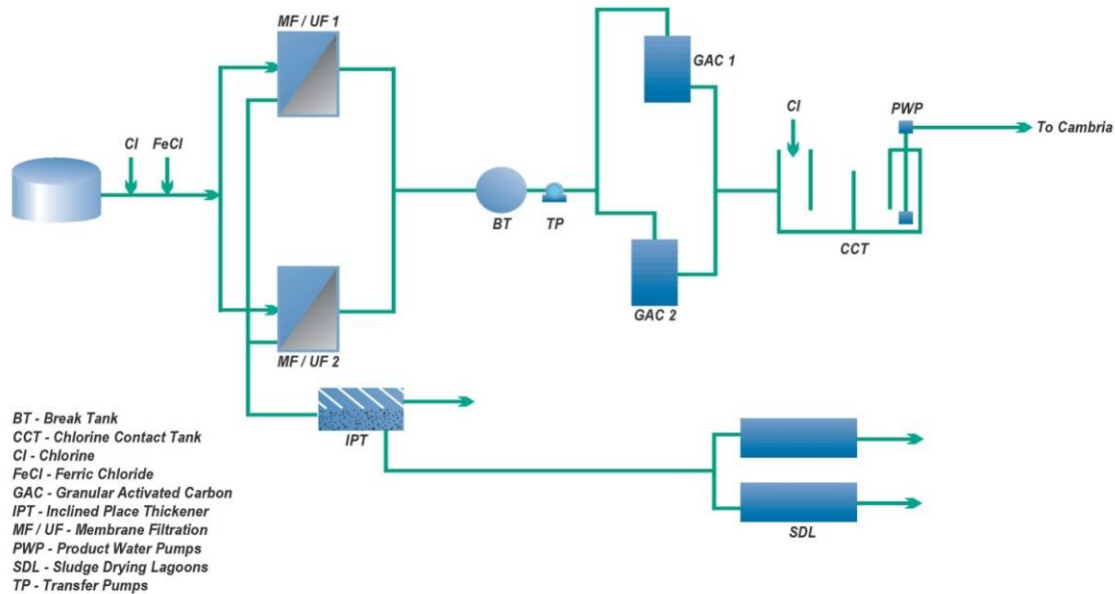 MF / UF 1
GAC 1
Cl
FeCl
Cl
PWP
To Cambria
BT
TP
CCT
GAC 2
MF / UF 2
IPT
SDL
BT - Break Tank
CCT - Chlorine Contact Tank
Cl - Chlorine
FeCl - Ferric Chloride
GAC - Granular Activated Carbon
IPT - Inclined Place Thickener
MF / UF - Membrane Filtration
PWP - Product Water Pumps
SDL - Sludge Drying Lagoons
TP - Transfer Pumps